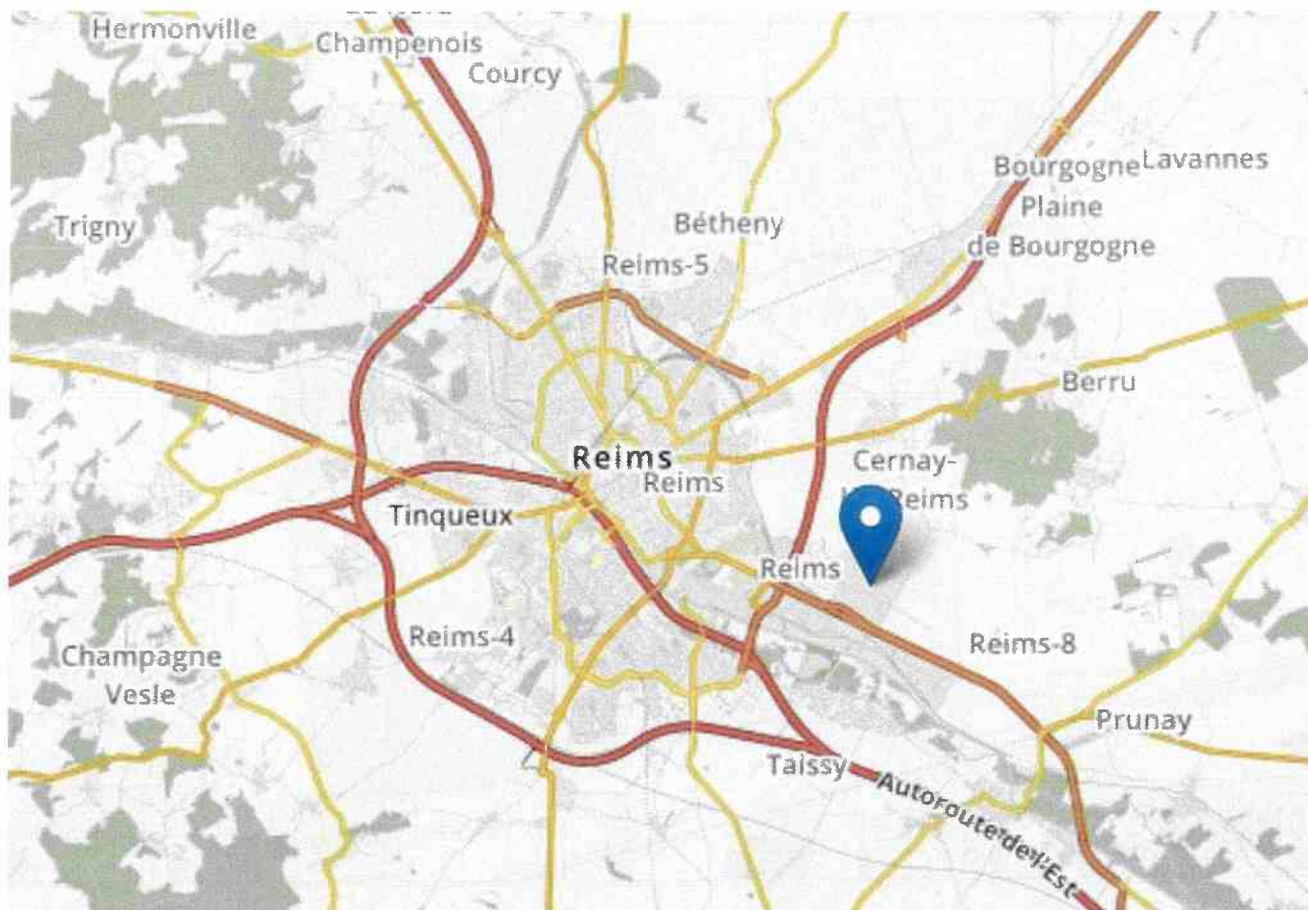 Hermonville
Champenois
Courcy
Bourgogne
Lavannes
Plaine
de Bourgogne
Trigny
Bétheny
Reims-5
Berru
Reims
Reims
Cernay-
Reims
Tinqueux
Reims
Reims-4
Reims-8
Champagne
Vesle
Prunay
Taissy
Autoroute de l'Est